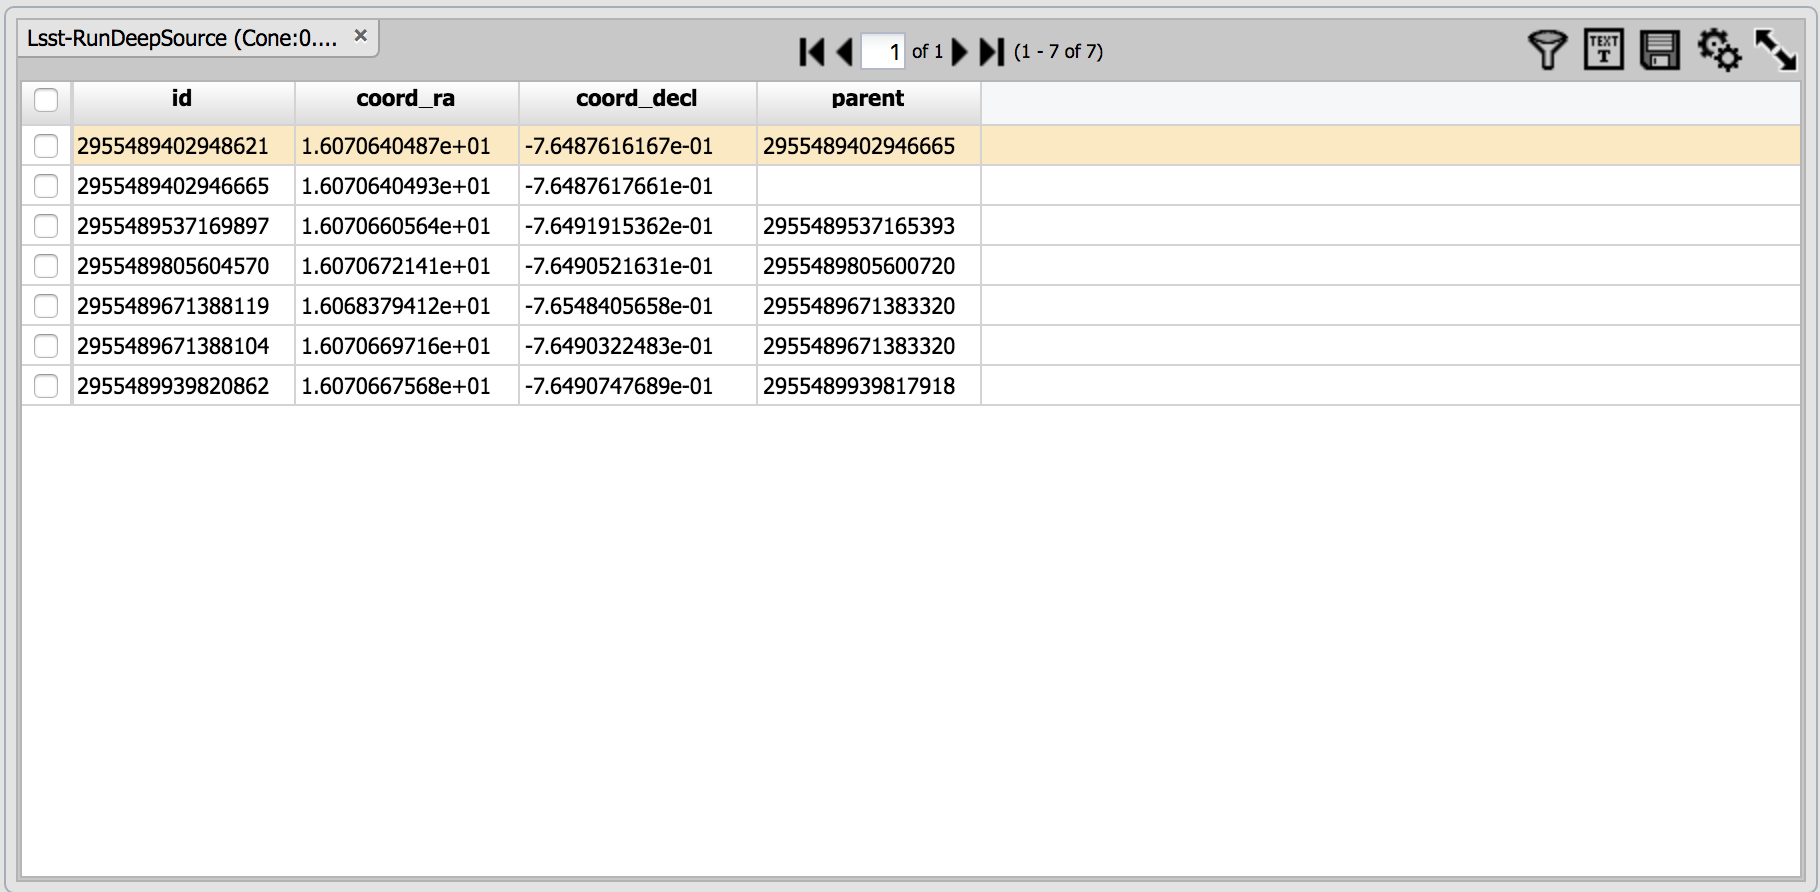 Lsst-RunDeepSource (Cone:0.... ×
1 of 1 (1 - 7 of 7)
TEXT T
id coord_ra coord_decl parent
2955489402948621 1.6070640487e+01 -7.6487616167e-01 2955489402946665
2955489402946665 1.6070640493e+01 -7.6487617661e-01
2955489537169897 1.6070660564e+01 -7.6491915362e-01 2955489537165393
2955489805604570 1.6070672141e+01 -7.6490521631e-01 2955489805600720
2955489671388119 1.6068379412e+01 -7.6548405658e-01 2955489671383320
2955489671388104 1.6070669716e+01 -7.6490322483e-01 2955489671383320
2955489939820862 1.6070667568e+01 -7.6490747689e-01 2955489939817918